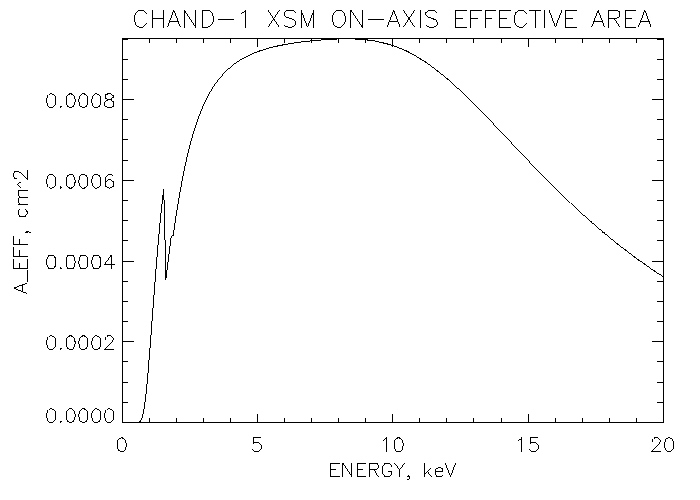 CHAND-1 XSM ON-AXIS EFFECTIVE AREA
0.0008
0.0006
0.0004
0.0002
0.0000
A_EFF, cm^2
0 5 10 15 20
ENERGY, keV